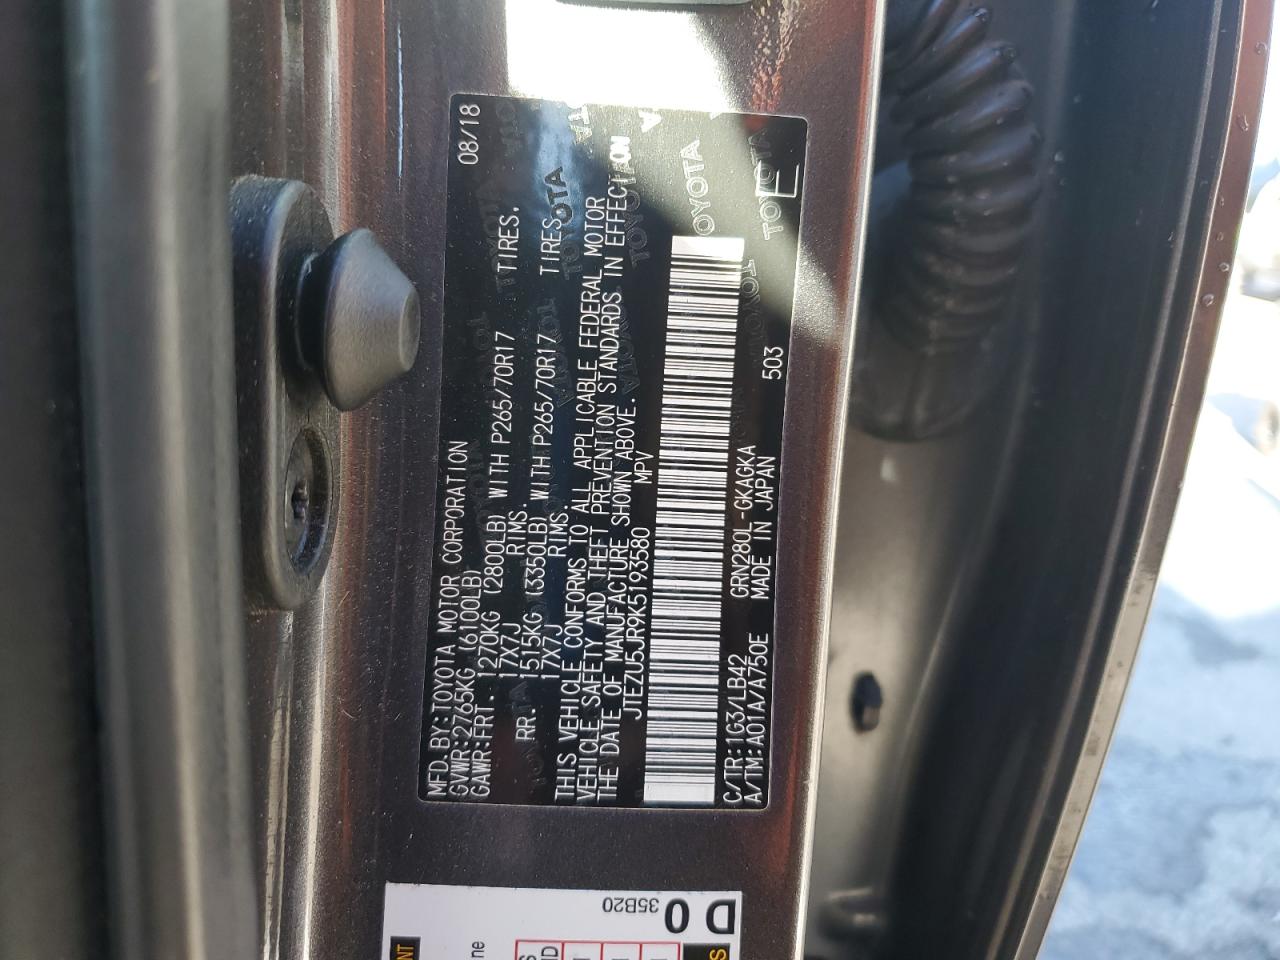 MFD.BY:TOYOTA MOTOR CORPORATION 08/18
GVWR:2765KG (6100LB)
GAWR:FRT. 1270KG (2800LB) WITH P265/70R17 TIRES.
17X7J RIMS.
RR. 1515KG (3350LB) WITH P265/70R17 TIRES.
17X7J RIMS.
THIS VEHICLE CONFORMS TO ALL APPLICABLE FEDERAL MOTOR
VEHICLE SAFETY AND THEFT PREVENTION STANDARDS IN EFFECT ON
THE DATE OF MANUFACTURE SHOWN ABOVE.
JTEZU5JR9K5193580 MPV
C/TR:1G3/LB42 GRN280L-GKAGKA 503
A/TM:A01A/A750E MADE IN JAPAN
TOYOTA
35B20
D 0